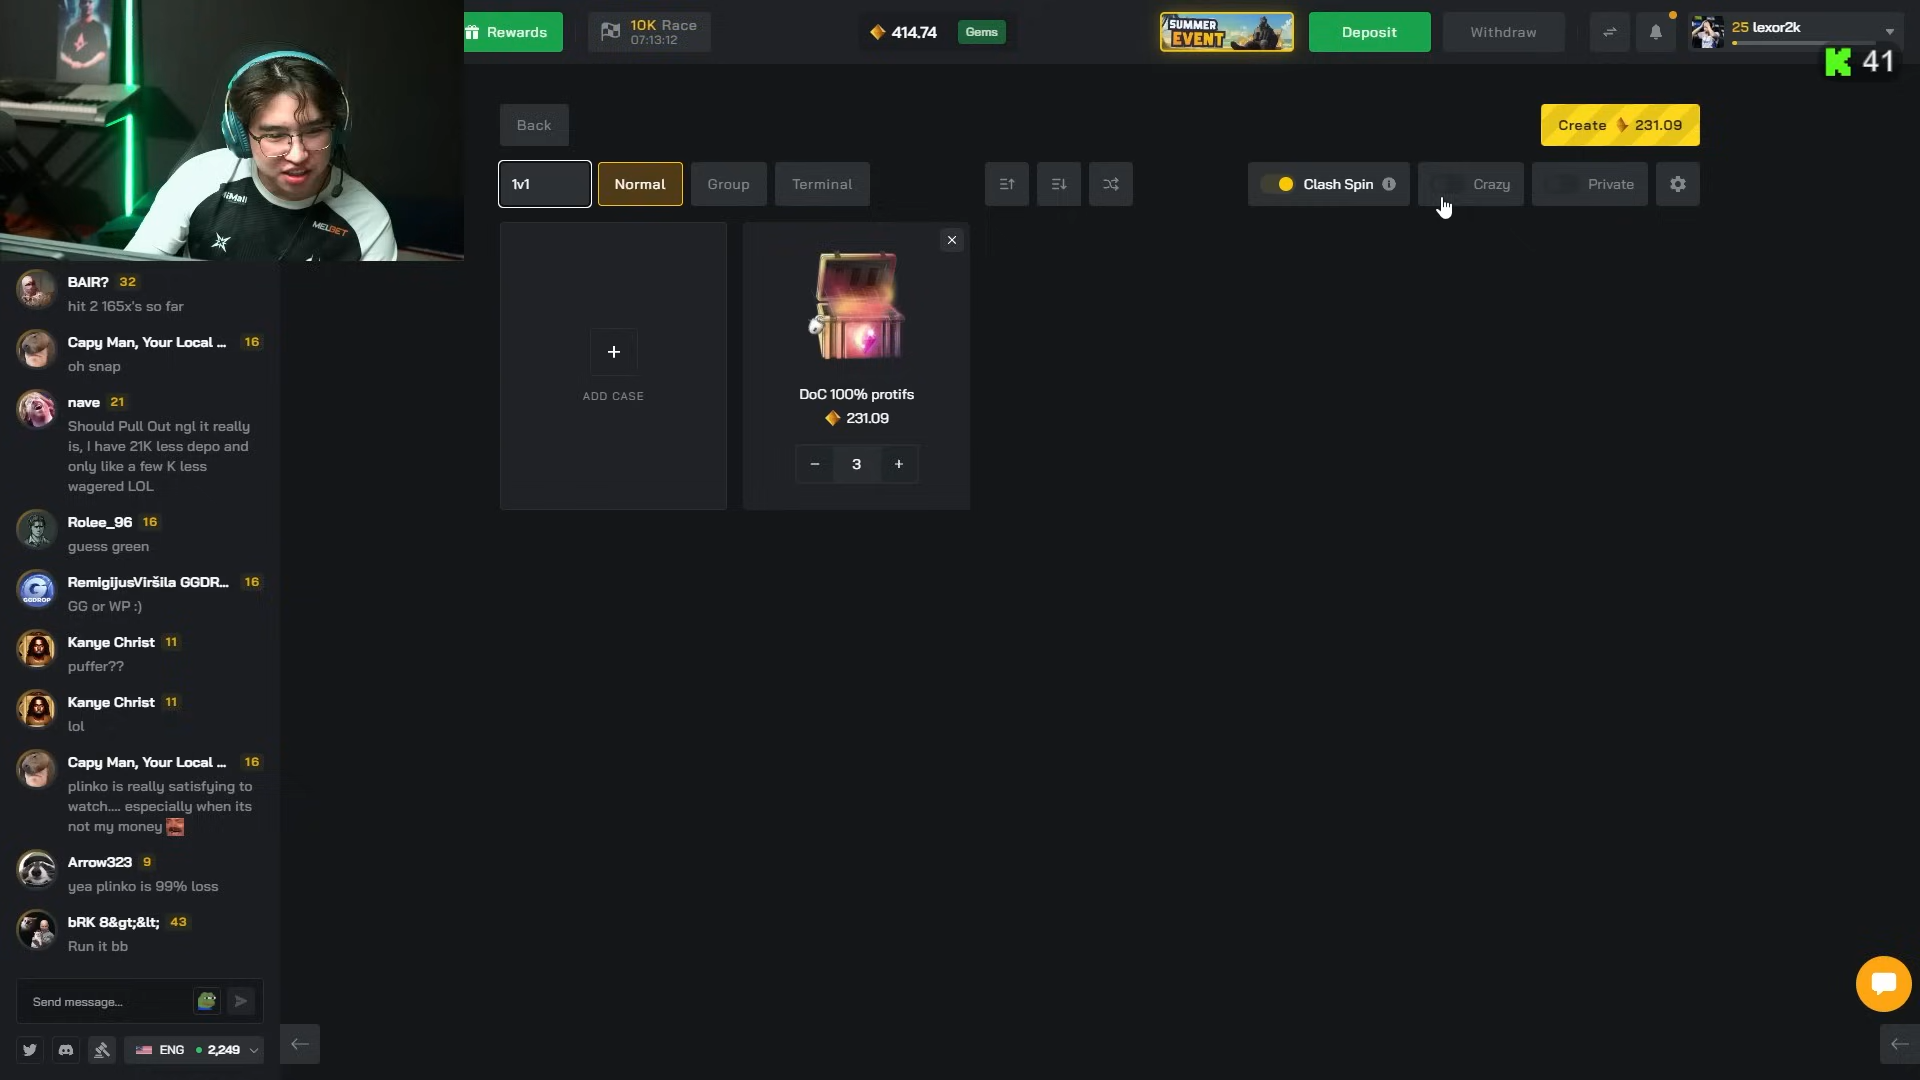 Rewards
10K Race
07:13:12
414.74
Gems
SUMMER
EVENT
Deposit
Withdraw
25 lexor2k
41
Back
Create 231.09
1v1
Normal
Group
Terminal
Clash Spin
Crazy
Private
ADD CASE
DoC 100% protifs
231.09
3
MELBET
BAIR? 32
hit 2 165x's so far
Capy Man, Your Local ... 16
oh snap
nave 21
Should Pull Out ngl it really
is, I have 21K less depo and
only like a few K less
wagered LOL
Rolee_96 16
guess green
RemigijusViršila GGDR... 16
GG or WP :)
Kanye Christ 11
puffer??
Kanye Christ 11
lol
Capy Man, Your Local ... 16
plinko is really satisfying to
watch.... especially when its
not my money
Arrow323 9
yea plinko is 99% loss
bRK 8&gt;&lt; 43
Run it bb
Send message...
ENG 2,249